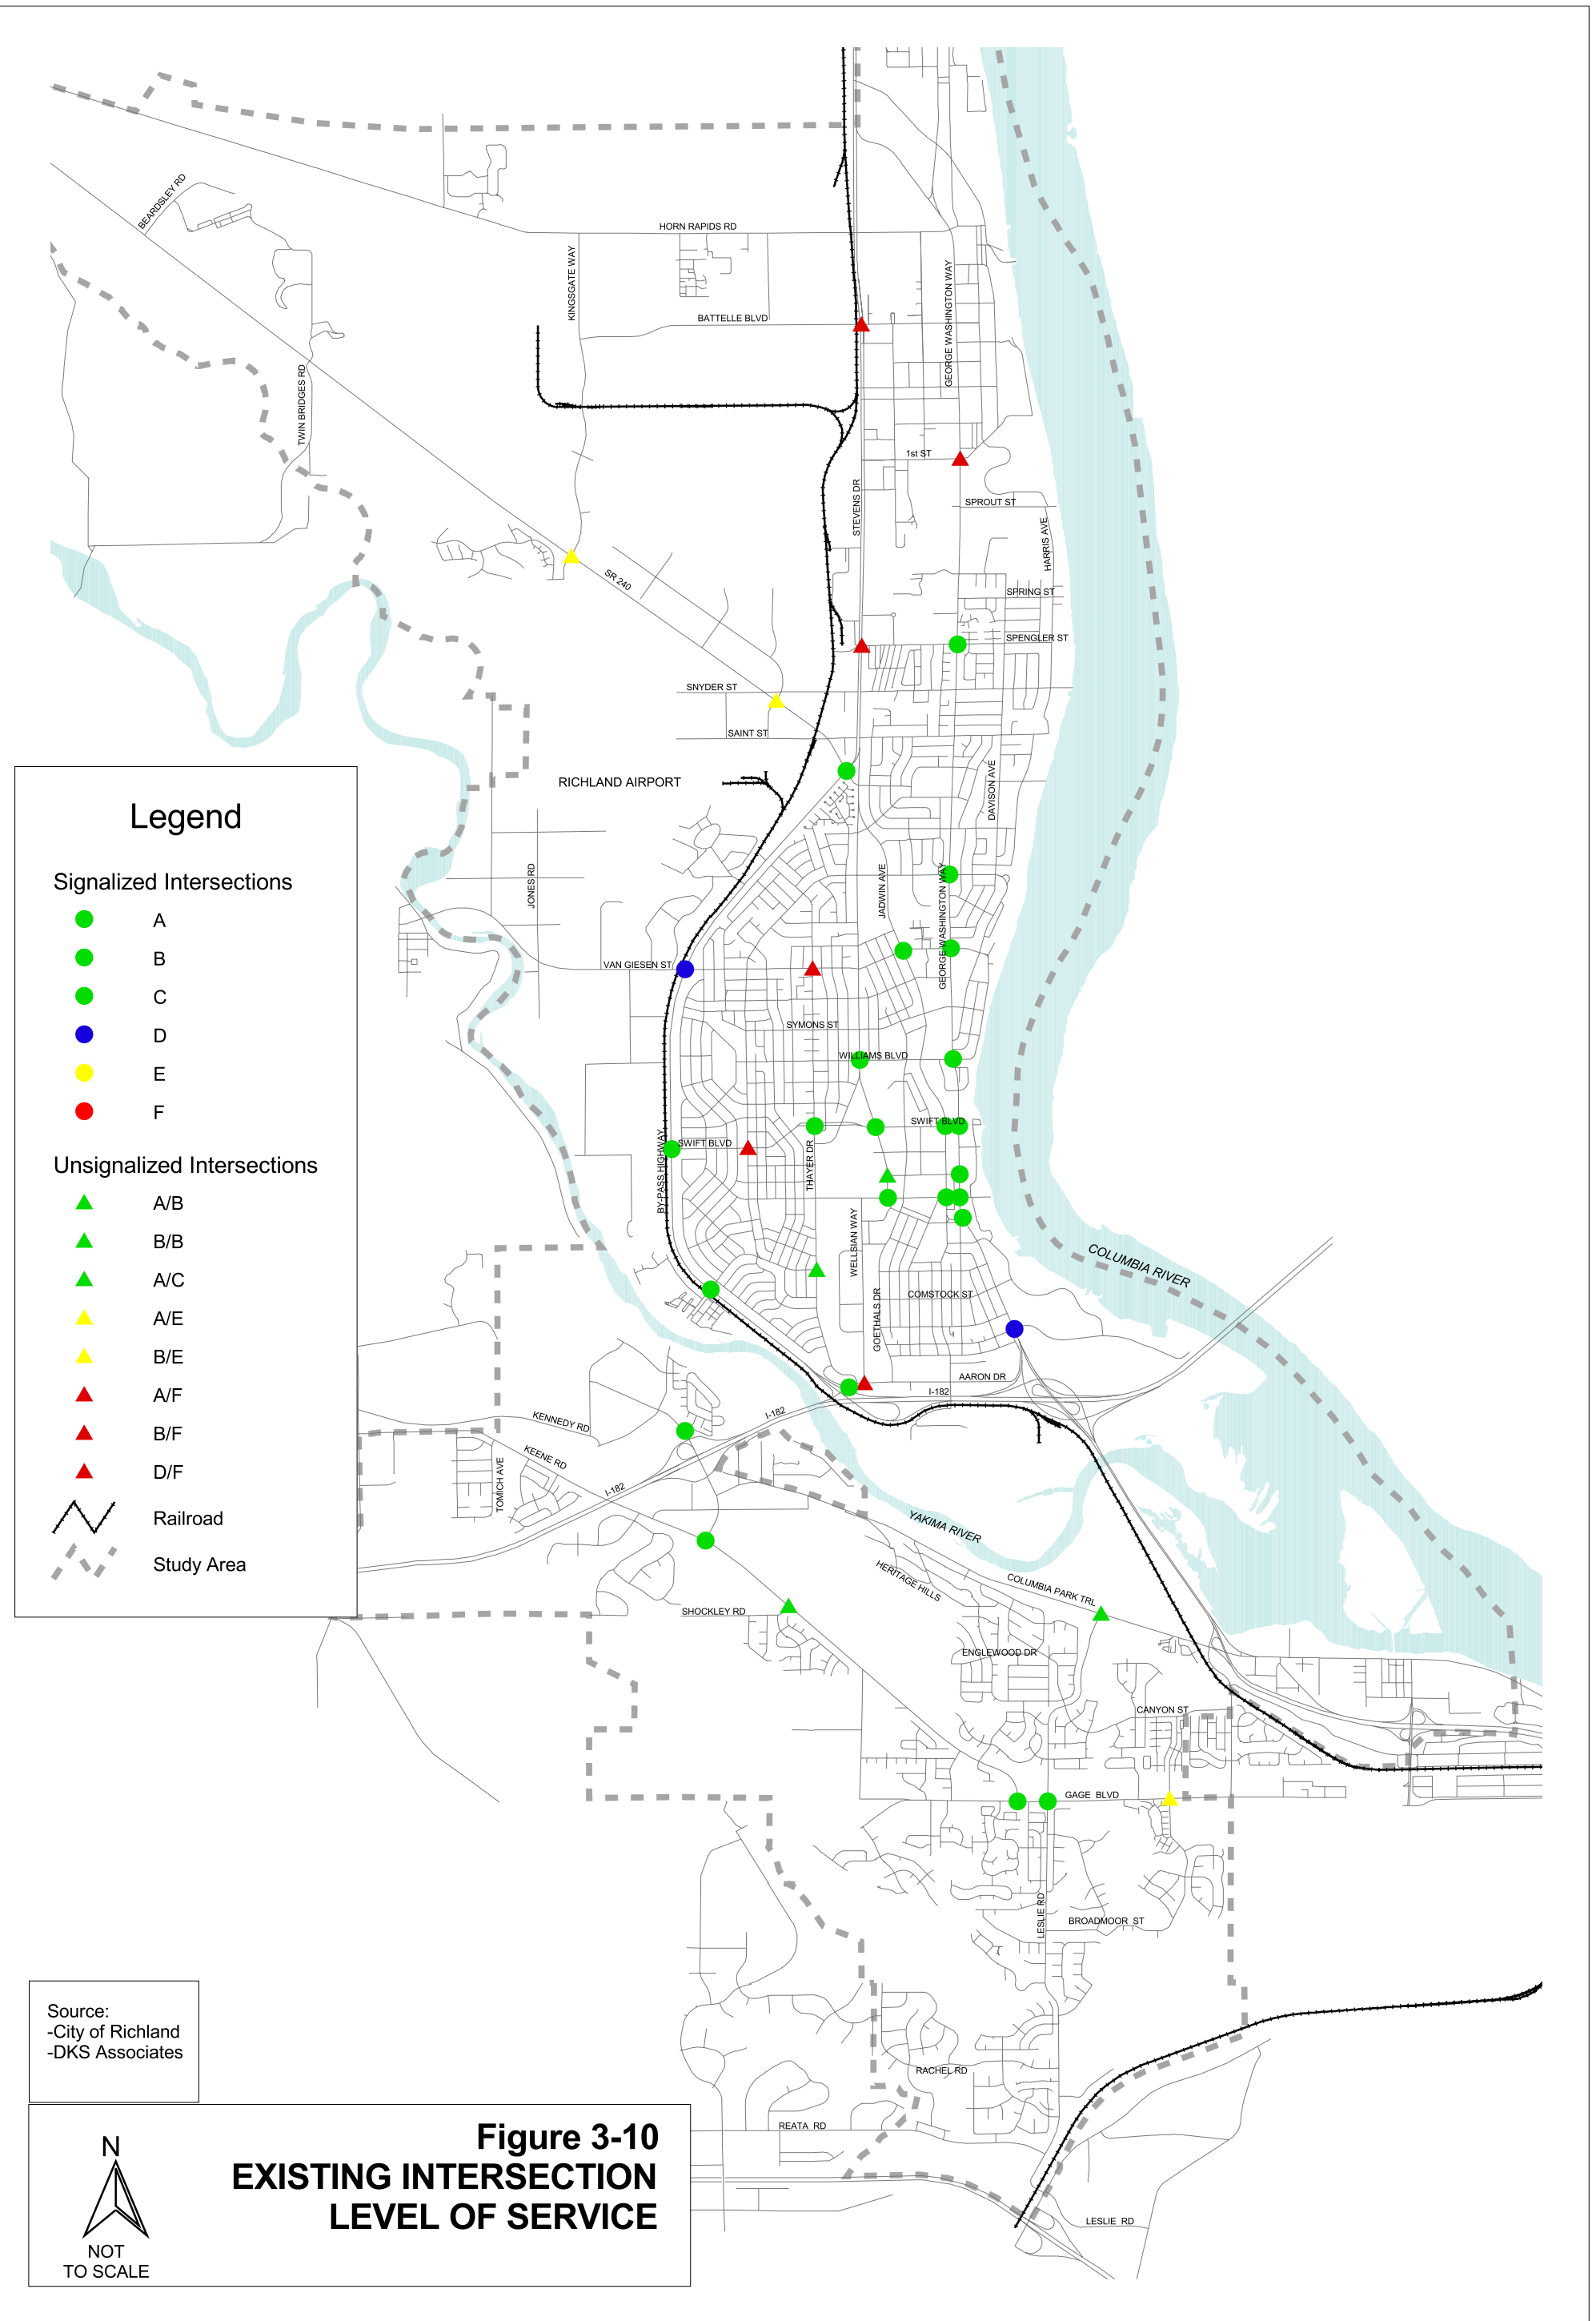 BEARDSLEY RD
HORN RAPIDS RD
KINGSGATE WAY
GEORGE WASHINGTON WAY
BATTELLE BLVD
TWIN BRIDGES RD
1st ST
STEVENS DR
SPROUT ST
HARRIS AVE
SR 240
SPRING ST
SPENGLER ST
SNYDER ST
SAINT ST
RICHLAND AIRPORT
DAVISON AVE
JONES RD
JADWIN AVE
GEORGE WASHINGTON WAY
VAN GIESEN ST
SYMONS ST
WILLIAMS BLVD
SWIFT BLVD
SWIFT BLVD
BY-PASS HIGHWAY
THAYER DR
WELLSIAN WAY
COLUMBIA RIVER
GOETHALS DR
COMSTOCK ST
AARON DR
I-182
I-182
KENNEDY RD
KEENE RD
TOMICH AVE
I-182
YAKIMA RIVER
HERITAGE HILLS
COLUMBIA PARK TRL
SHOCKLEY RD
ENGLEWOOD DR
CANYON ST
GAGE BLVD
LESLIE RD
BROADMOOR ST
RACHEL RD
REATA RD
LESLIE RD
Legend
Signalized Intersections
A
B
C
D
E
F
Unsignalized Intersections
A/B
B/B
A/C
A/E
B/E
A/F
B/F
D/F
Railroad
Study Area
Source:
-City of Richland
-DKS Associates
N
NOT
TO SCALE
Figure 3-10
EXISTING INTERSECTION
LEVEL OF SERVICE